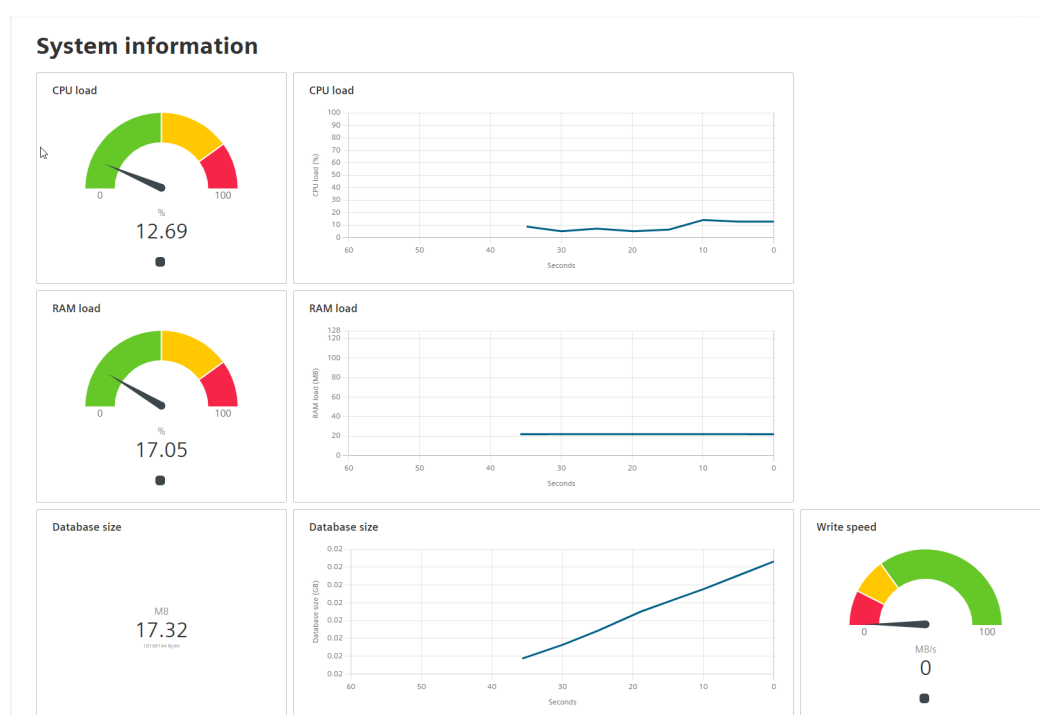 System information
CPU load
0
100
%
12.69
CPU load
100
90
80
70
60
50
40
30
20
10
0
CPU load (%)
60 50 40 30 20 10 0
Seconds
RAM load
0
100
%
17.05
RAM load
128
120
100
80
60
40
20
0
RAM load (MB)
60 50 40 30 20 10 0
Seconds
Database size
MB
17.32
Database size
0.02
0.02
0.02
0.02
0.02
0.02
0.02
0.02
Database size (GB)
60 50 40 30 20 10 0
Seconds
Write speed
0
100
MB/s
0